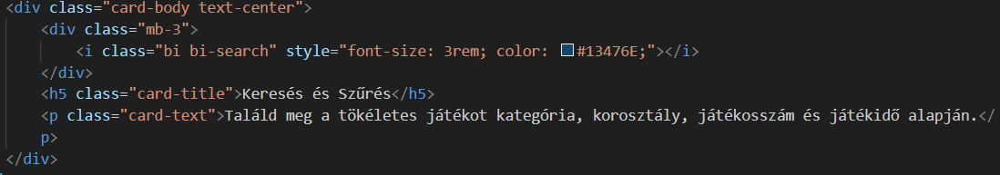 <div class="card-body text-center">
    <div class="mb-3">
        <i class="bi bi-search" style="font-size: 3rem; color: #13476E;"></i>
    </div>
    <h5 class="card-title">Keresés és Szűrés</h5>
    <p class="card-text">Találd meg a tökéletes játékot kategória, korosztály, játékosszám és játékidő alapján.</
    p>
</div>